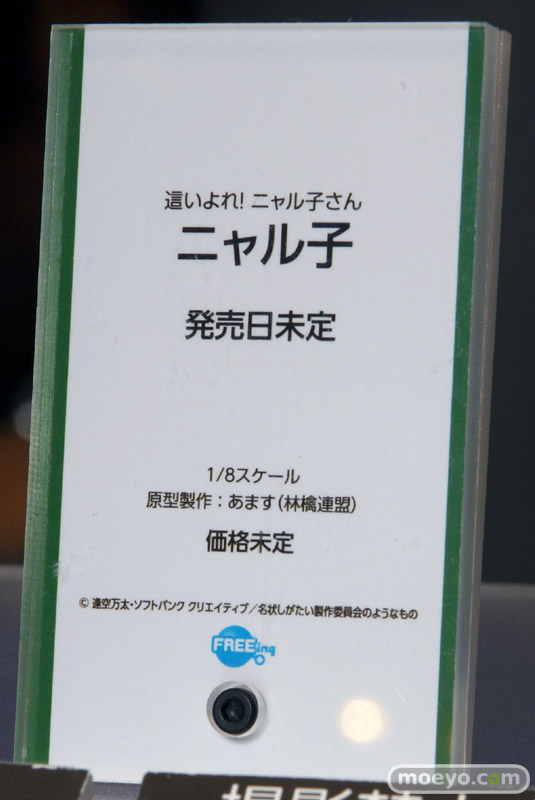 這いよれ! ニャル子さん
ニャル子
発売日未定
1/8スケール
原型製作：あます(林檎連盟)
価格未定
© 逢空万太・ソフトバンク クリエイティブ／名状しがたい製作委員会のようなもの
FREEing
moeyo.com